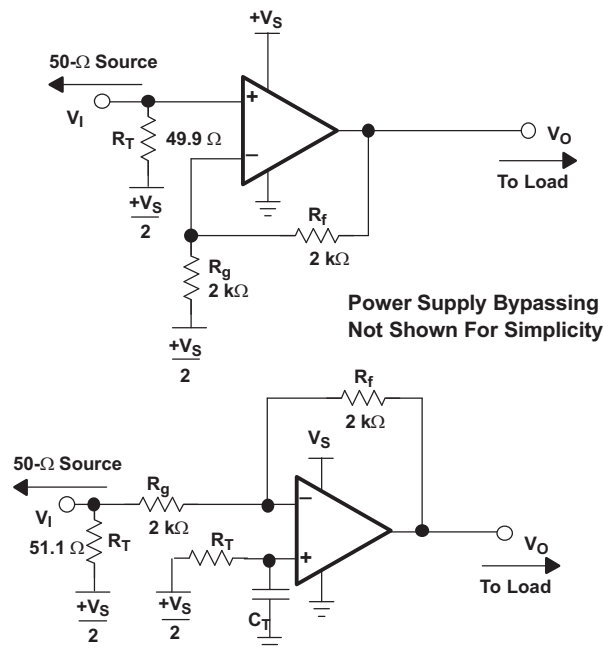 +VS
50-Ω Source
VI
RT
49.9 Ω
+VS
2
+
−
VO
To Load
Rf
2 kΩ
Rg
2 kΩ
+VS
2
Power Supply Bypassing
Not Shown For Simplicity
Rf
2 kΩ
VS
50-Ω Source
VI
Rg
2 kΩ
−
+
51.1 Ω
RT
RT
+VS
2
+VS
2
CT
VO
To Load